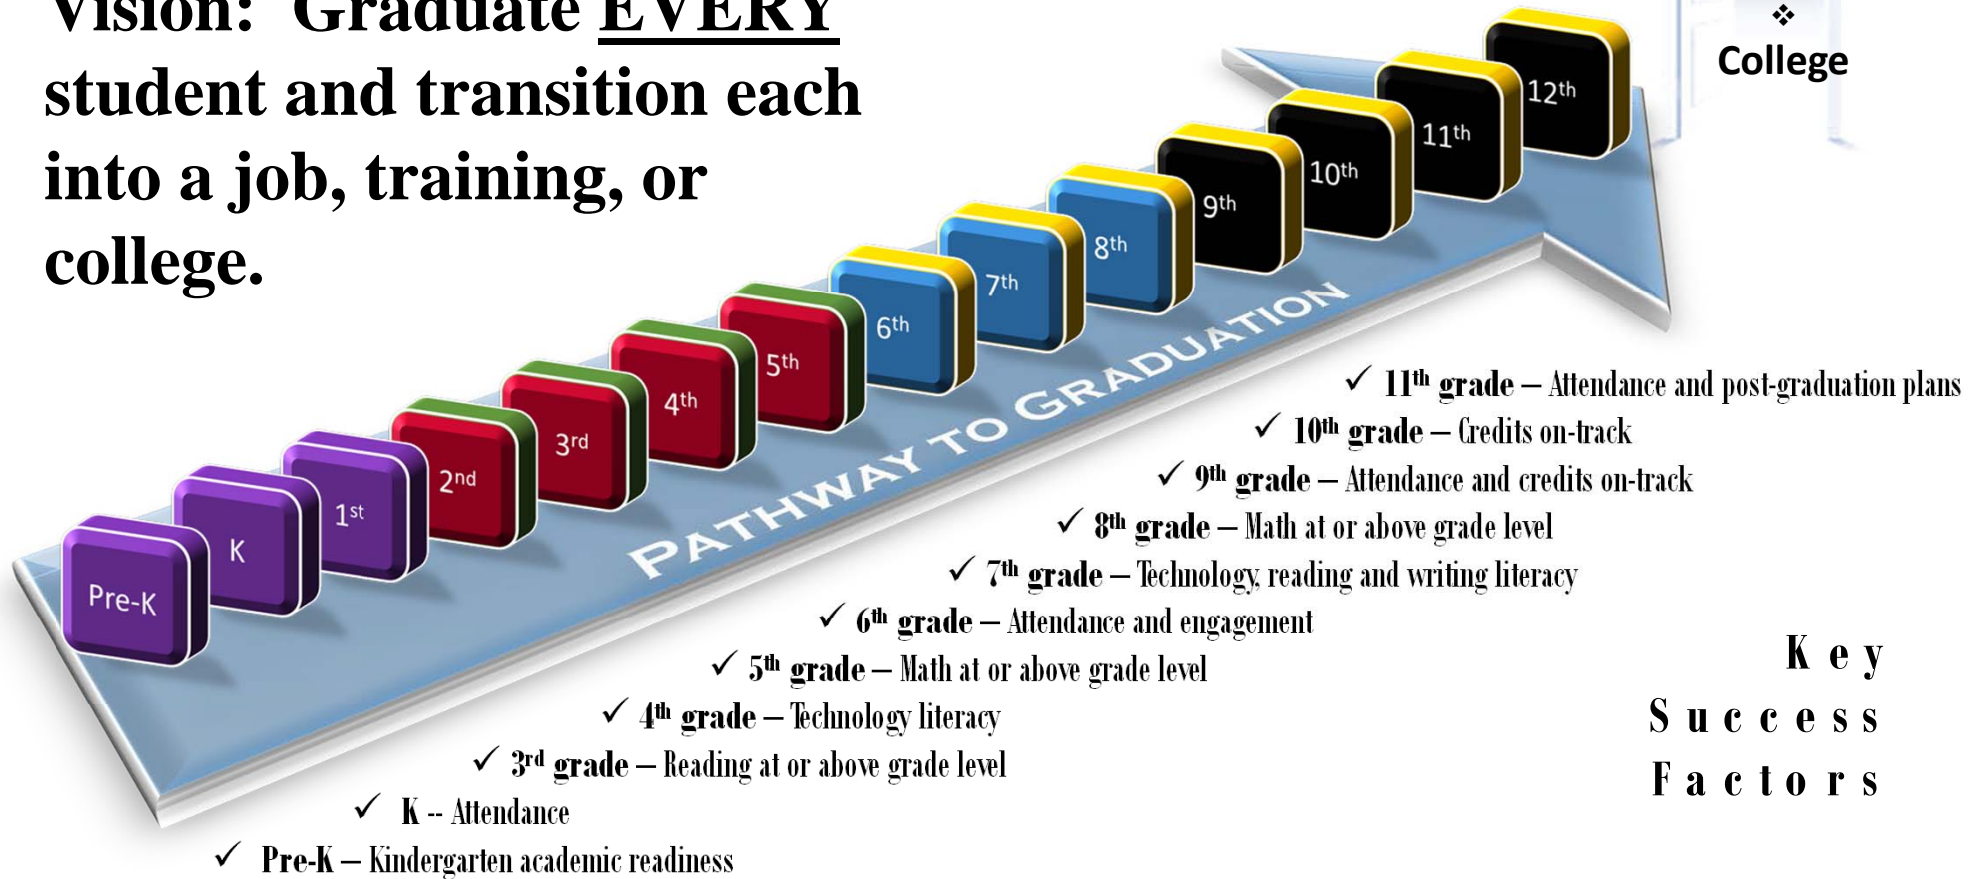 Vision: Graduate EVERY
student and transition each
into a job, training, or
college.
❖
College
12th
11th
10th
9th
8th
7th
6th
5th
4th
3rd
2nd
1st
K
Pre-K
PATHWAY TO GRADUATION
✓ 11th grade – Attendance and post-graduation plans
✓ 10th grade – Credits on-track
✓ 9th grade – Attendance and credits on-track
✓ 8th grade – Math at or above grade level
✓ 7th grade – Technology, reading and writing literacy
✓ 6th grade – Attendance and engagement
✓ 5th grade – Math at or above grade level
✓ 4th grade – Technology literacy
✓ 3rd grade – Reading at or above grade level
✓ K -- Attendance
✓ Pre-K – Kindergarten academic readiness
Key
Success
Factors